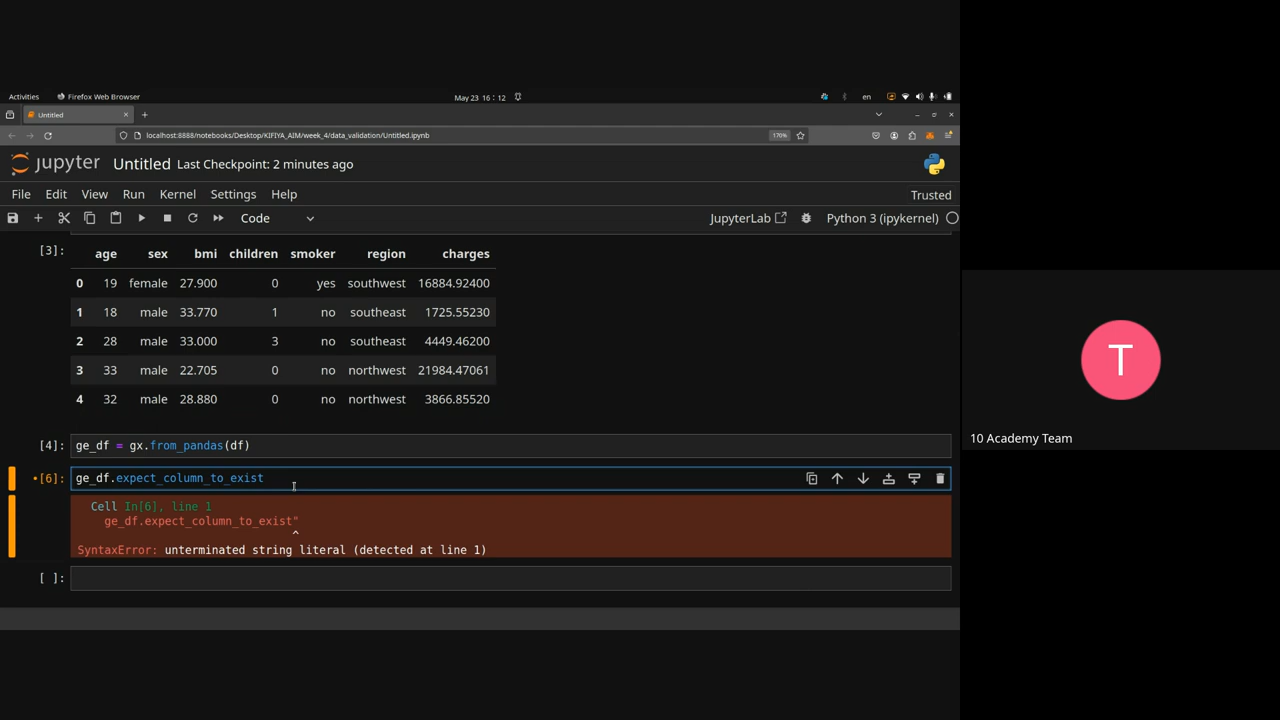 Activities Firefox Web Browser May 23 16 : 12 en
Untitled
localhost:8888/notebooks/Desktop/KIFIYA_AIM/week_4/data_validation/Untitled.ipynb 170%
jupyter Untitled Last Checkpoint: 2 minutes ago
File Edit View Run Kernel Settings Help Trusted
Code JupyterLab Python 3 (ipykernel)
[3]: age sex bmi children smoker region charges
0 19 female 27.900 0 yes southwest 16884.92400
1 18 male 33.770 1 no southeast 1725.55230
2 28 male 33.000 3 no southeast 4449.46200
3 33 male 22.705 0 no northwest 21984.47061
4 32 male 28.880 0 no northwest 3866.85520
[4]: ge_df = gx.from_pandas(df)
•[6]: ge_df.expect_column_to_exist
Cell In[6], line 1
ge_df.expect_column_to_exist"
^
SyntaxError: unterminated string literal (detected at line 1)
[ ]:
T
10 Academy Team